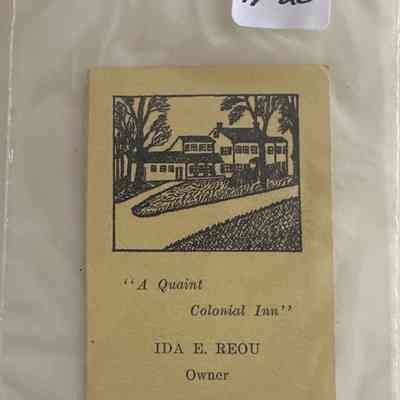 "A Quaint
Colonial Inn"
IDA E. REOU
Owner